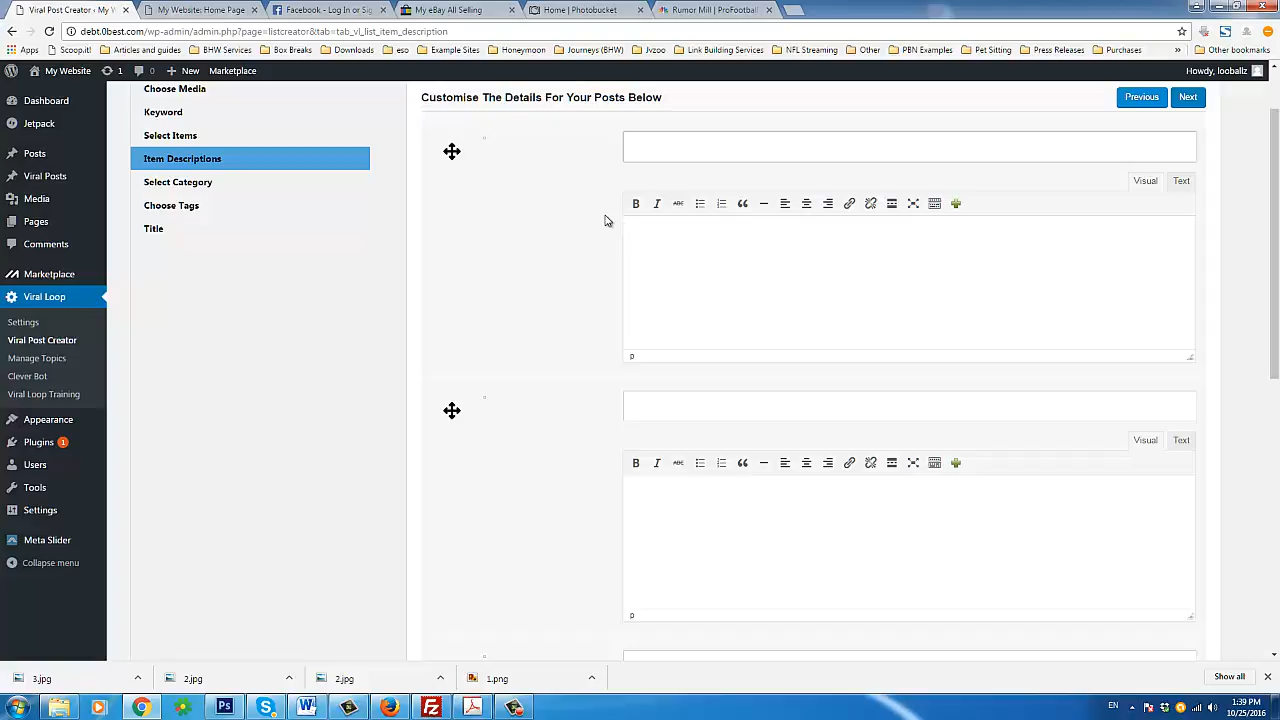 Viral Post Creator ‹ My W
My Website: Home Page
Facebook - Log In or Sig
My eBay All Selling
Home | Photobucket
Rumor Mill | ProFootball
debt.0best.com/wp-admin/admin.php?page=listcreator&tab=tab_vl_list_item_description
Apps
Scoop.it!
Articles and guides
BHW Services
Box Breaks
Downloads
eso
Example Sites
Honeymoon
Journeys (BHW)
Jvzoo
Link Building Services
NFL Streaming
Other
PBN Examples
Pet Sitting
Press Releases
Purchases
»
Other bookmarks
My Website
1
0
New
Marketplace
Howdy, looballz
Dashboard
Jetpack
Posts
Viral Posts
Media
Pages
Comments
Marketplace
Viral Loop
Settings
Viral Post Creator
Manage Topics
Clever Bot
Viral Loop Training
Appearance
Plugins 1
Users
Tools
Settings
Meta Slider
Collapse menu
Choose Media
Keyword
Select Items
Item Descriptions
Select Category
Choose Tags
Title
Customise The Details For Your Posts Below
Previous
Next
Visual
Text
B
I
ABC
p
Visual
Text
B
I
ABC
p
3.jpg
2.jpg
2.jpg
1.png
Show all
EN
1:39 PM
10/25/2016